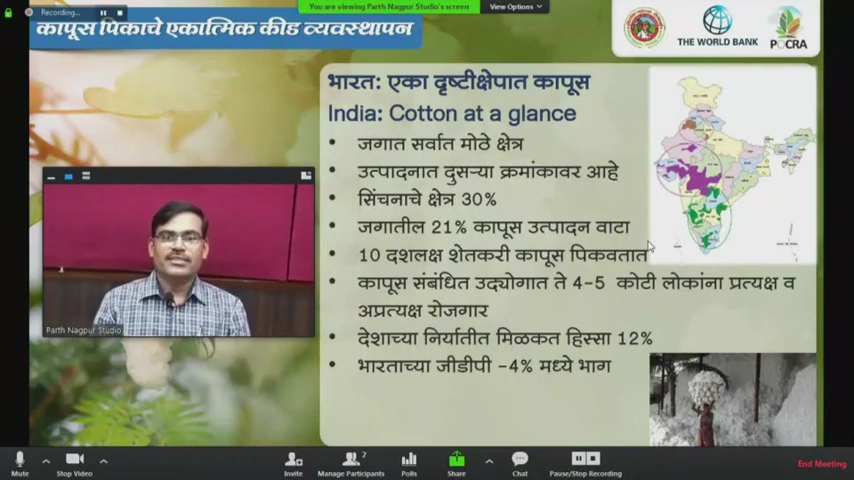 Recording...
You are viewing Parth Nagpur Studio's screen
View Options
कापूस पिकाचे एकात्मिक कीड व्यवस्थापन
THE WORLD BANK
POCRA
भारत: एका दृष्टीक्षेपात कापूस
India: Cotton at a glance
• जगात सर्वात मोठे क्षेत्र
• उत्पादनात दुसऱ्या क्रमांकावर आहे
• सिंचनाचे क्षेत्र 30%
• जगातील 21% कापूस उत्पादन वाटा
• 10 दशलक्ष शेतकरी कापूस पिकवतात
• कापूस संबंधित उद्योगात ते 4-5 कोटी लोकांना प्रत्यक्ष व
अप्रत्यक्ष रोजगार
• देशाच्या निर्यातीत मिळकत हिस्सा 12%
• भारताच्या जीडीपी -4% मध्ये भाग
Parth Nagpur Studio
Mute
Stop Video
Invite
2
Manage Participants
Polls
Share
Chat
Pause/Stop Recording
End Meeting